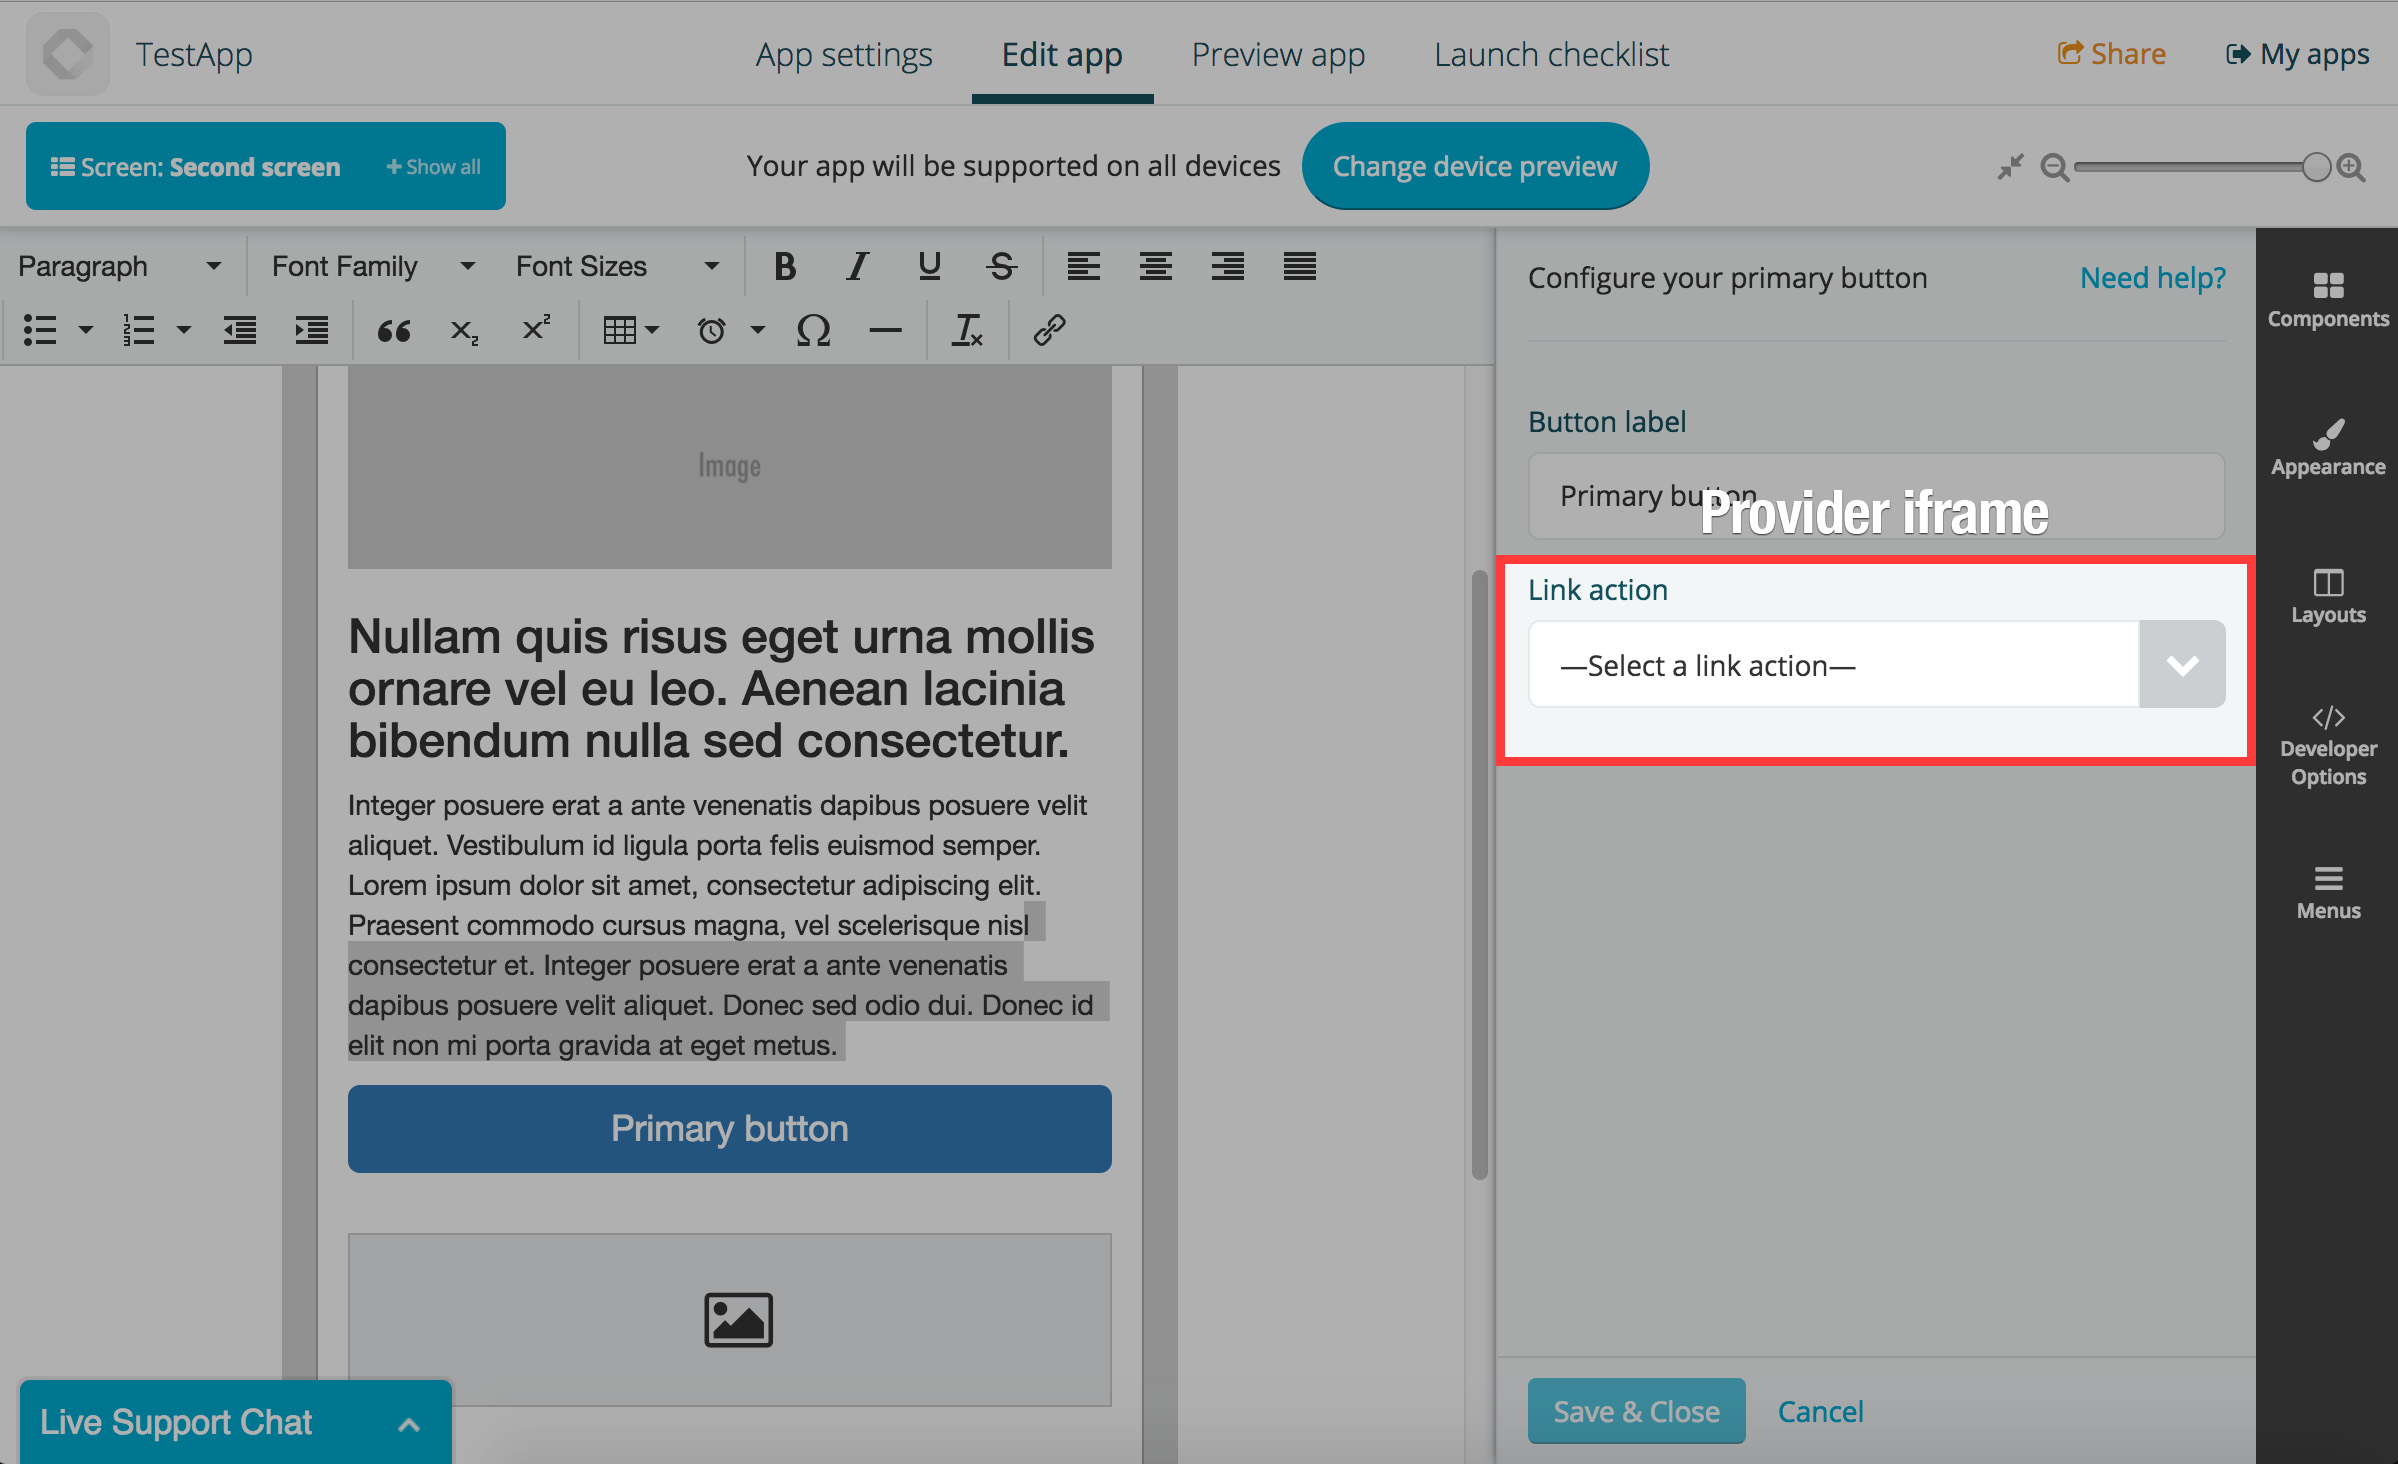 TestApp
App settings
Edit app
Preview app
Launch checklist
Share
My apps
Screen: Second screen
+ Show all
Your app will be supported on all devices
Change device preview
Paragraph
Font Family
Font Sizes
Configure your primary button
Need help?
Components
Appearance
Layouts
Developer
Options
Menus
Image
Nullam quis risus eget urna mollis
ornare vel eu leo. Aenean lacinia
bibendum nulla sed consectetur.
Integer posuere erat a ante venenatis dapibus posuere velit
aliquet. Vestibulum id ligula porta felis euismod semper.
Lorem ipsum dolor sit amet, consectetur adipiscing elit.
Praesent commodo cursus magna, vel scelerisque nisl
consectetur et. Integer posuere erat a ante venenatis
dapibus posuere velit aliquet. Donec sed odio dui. Donec id
elit non mi porta gravida at eget metus.
Primary button
Button label
Primary button
Provider iframe
Link action
—Select a link action—
Save & Close
Cancel
Live Support Chat